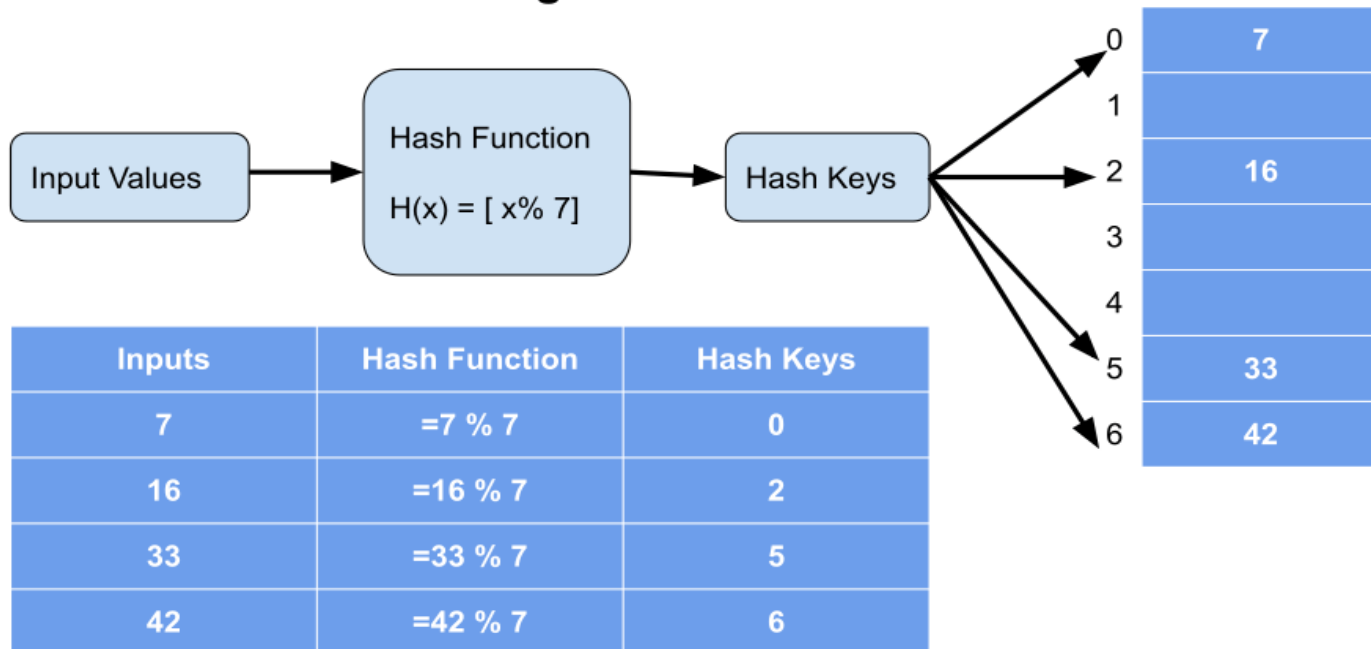 Input Values
Hash Function
H(x) = [ x% 7]
Hash Keys
0 7
1
2 16
3
4
5 33
6 42
Inputs Hash Function Hash Keys
7 =7 % 7 0
16 =16 % 7 2
33 =33 % 7 5
42 =42 % 7 6